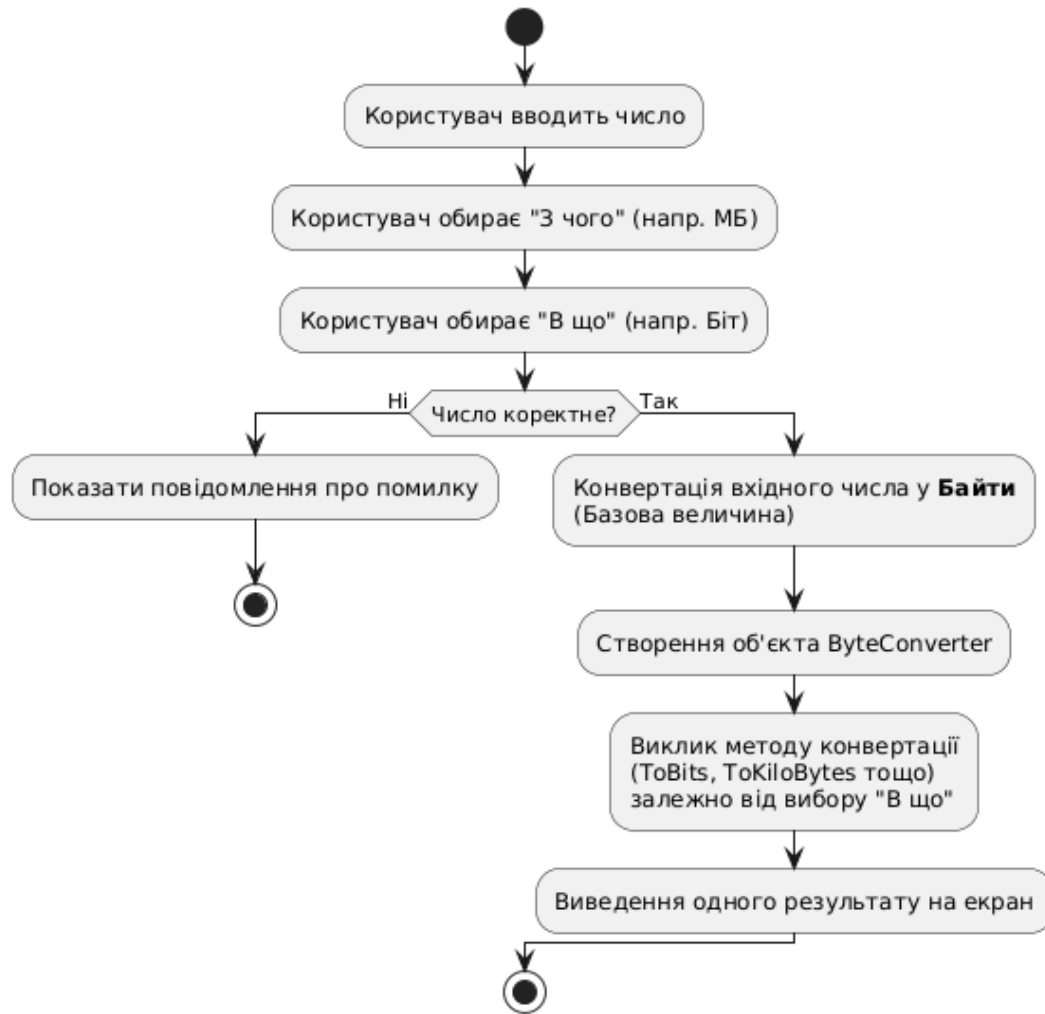 Користувач вводить число
Користувач обирає "З чого" (напр. МБ)
Користувач обирає "В що" (напр. Біт)
Ні
Число коректне?
Так
Показати повідомлення про помилку
Конвертація вхідного числа у Байти
(Базова величина)
Створення об'єкта ByteConverter
Виклик методу конвертації
(ToBits, ToKiloBytes тощо)
залежно від вибору "В що"
Виведення одного результату на екран